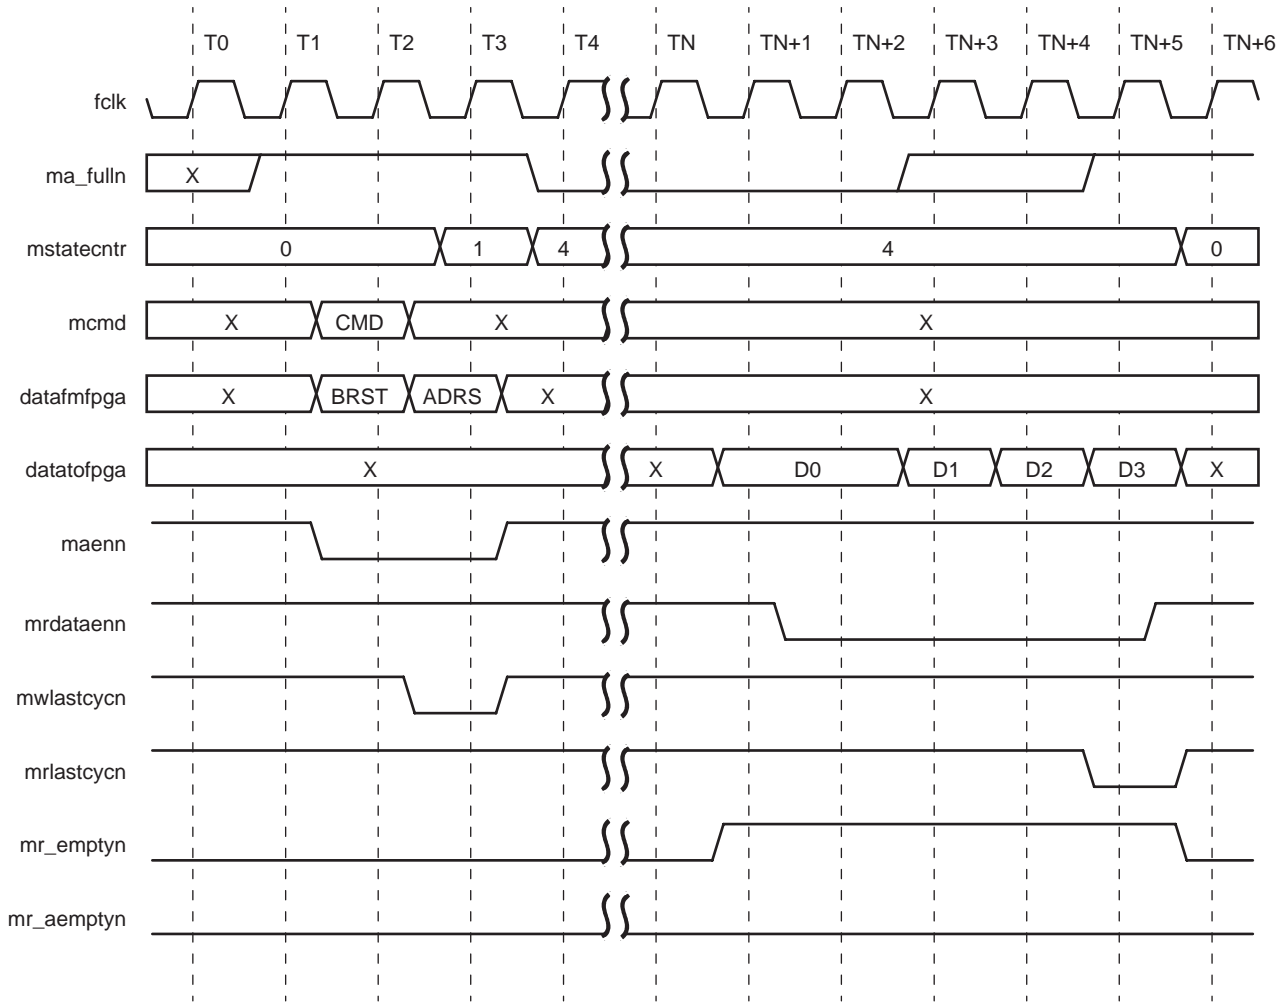 T0 T1 T2 T3 T4 TN TN+1 TN+2 TN+3 TN+4 TN+5 TN+6
fclk
ma_fulln X
mstatecntr 0 1 4 4 0
mcmd X CMD X X
datafmfpga X BRST ADRS X X
datatofpga X X D0 D1 D2 D3 X
maenn
mrdataenn
mwlastcycn
mrlastcycn
mr_emptyn
mr_aemptyn